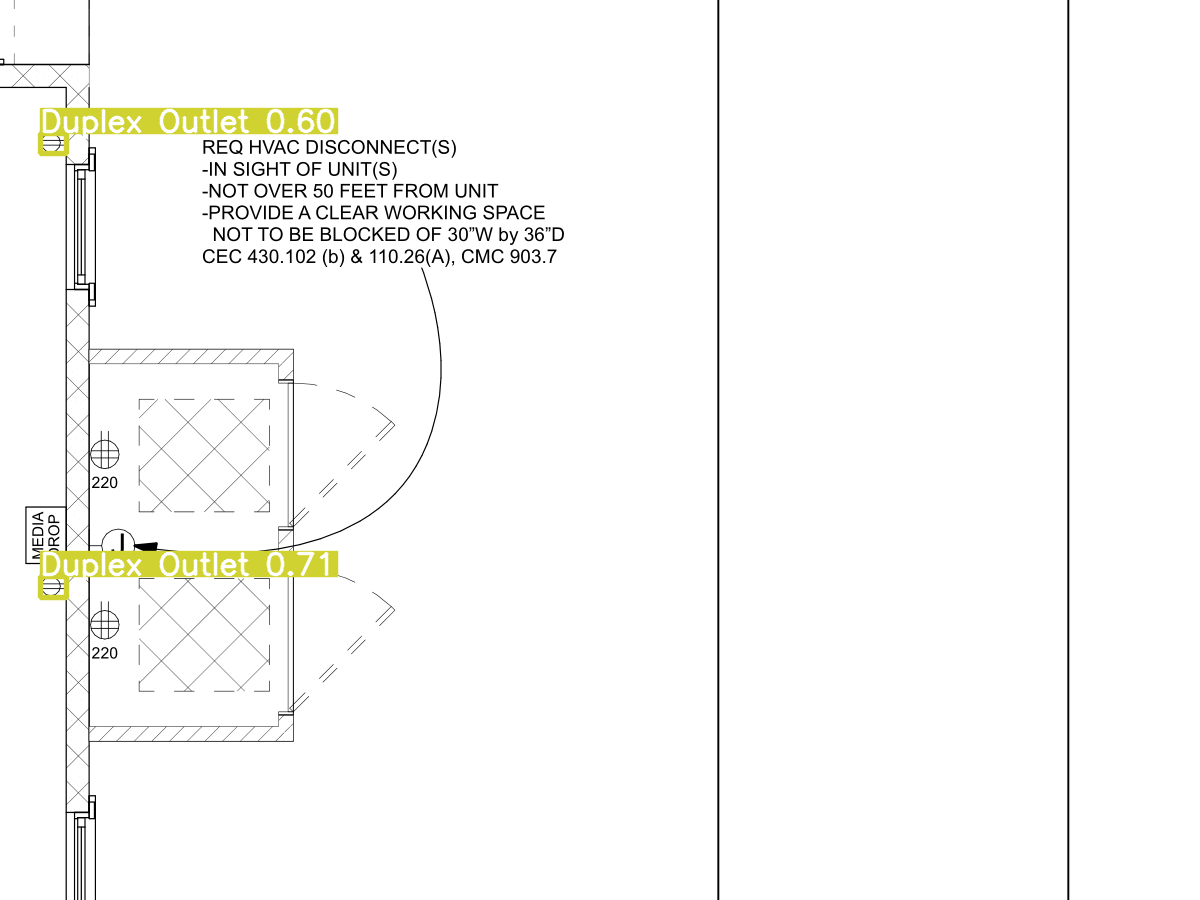 Duplex Outlet 0.60
REQ HVAC DISCONNECT(S)
-IN SIGHT OF UNIT(S)
-NOT OVER 50 FEET FROM UNIT
-PROVIDE A CLEAR WORKING SPACE
NOT TO BE BLOCKED OF 30”W by 36”D
CEC 430.102 (b) & 110.26(A), CMC 903.7
220
MEDIA
DROP
Duplex Outlet 0.71
220